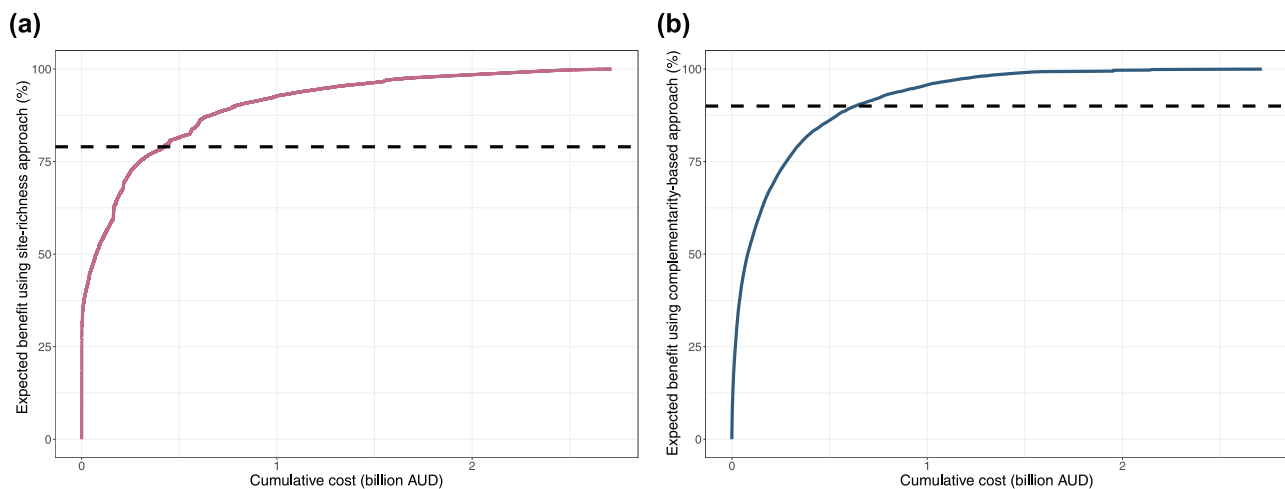 (a)
Expected benefit using site-richness approach (%)
100
75
50
25
0
0
1
2
Cumulative cost (billion AUD)
(b)
Expected benefit using complementarity-based approach (%)
100
75
50
25
0
0
1
2
Cumulative cost (billion AUD)